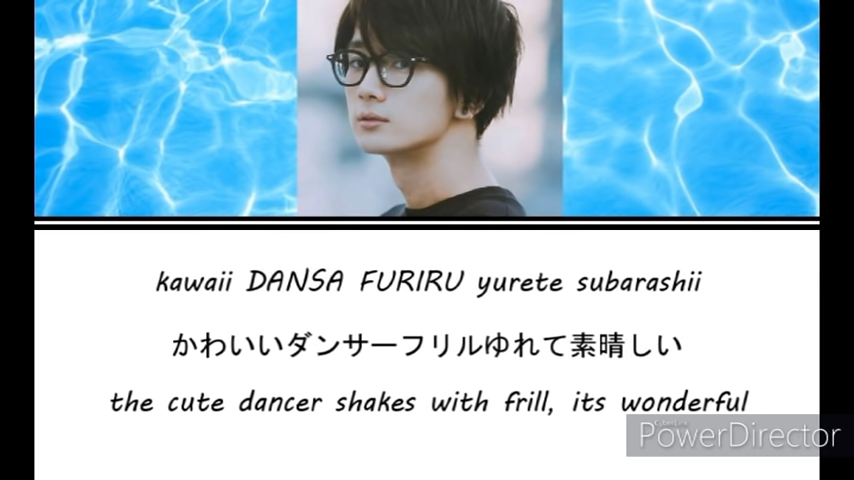 kawaii DANSA FURIRU yurete subarashii
かわいいダンサーフリルゆれて素晴しい
the cute dancer shakes with frill, its wonderful
CyberLink
PowerDirector